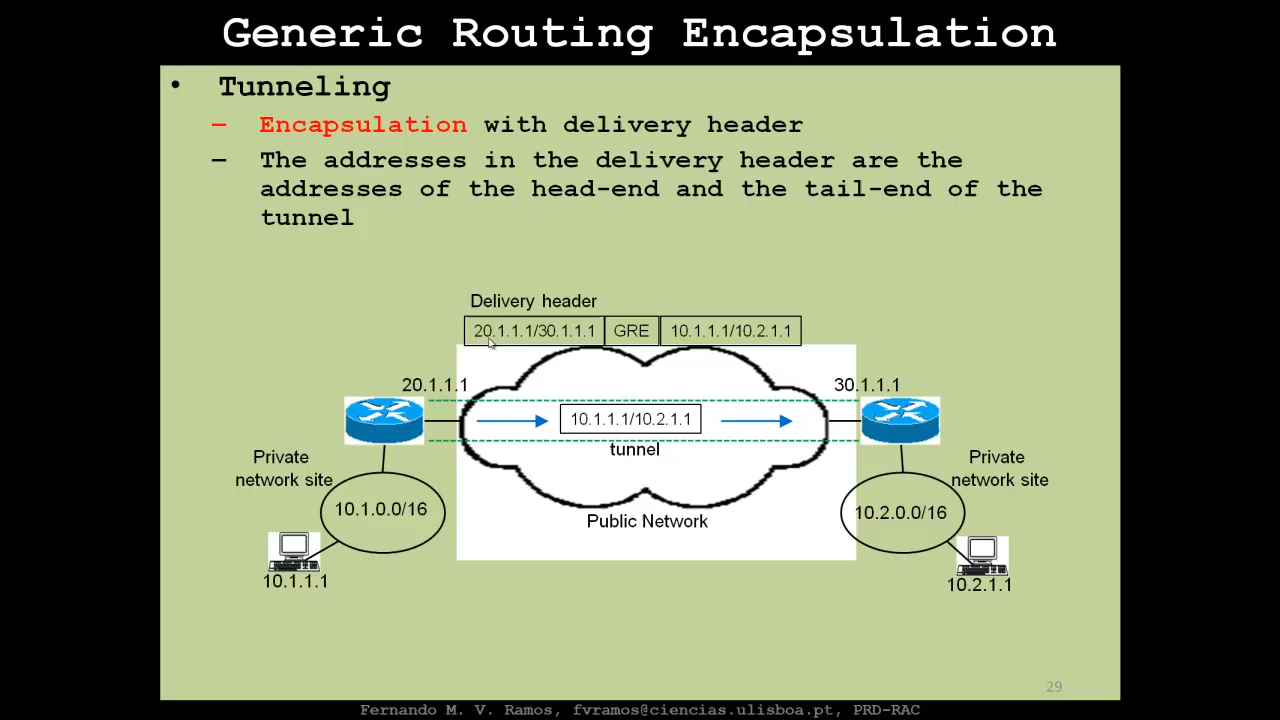 Generic Routing Encapsulation
• Tunneling
– Encapsulation with delivery header
– The addresses in the delivery header are the
addresses of the head-end and the tail-end of the
tunnel
Delivery header
20.1.1.1/30.1.1.1 GRE 10.1.1.1/10.2.1.1
20.1.1.1
30.1.1.1
10.1.1.1/10.2.1.1
tunnel
Private
network site
Private
network site
10.1.0.0/16
10.2.0.0/16
Public Network
10.1.1.1
10.2.1.1
29
Fernando M. V. Ramos, fvramos@ciencias.ulisboa.pt, PRD-RAC